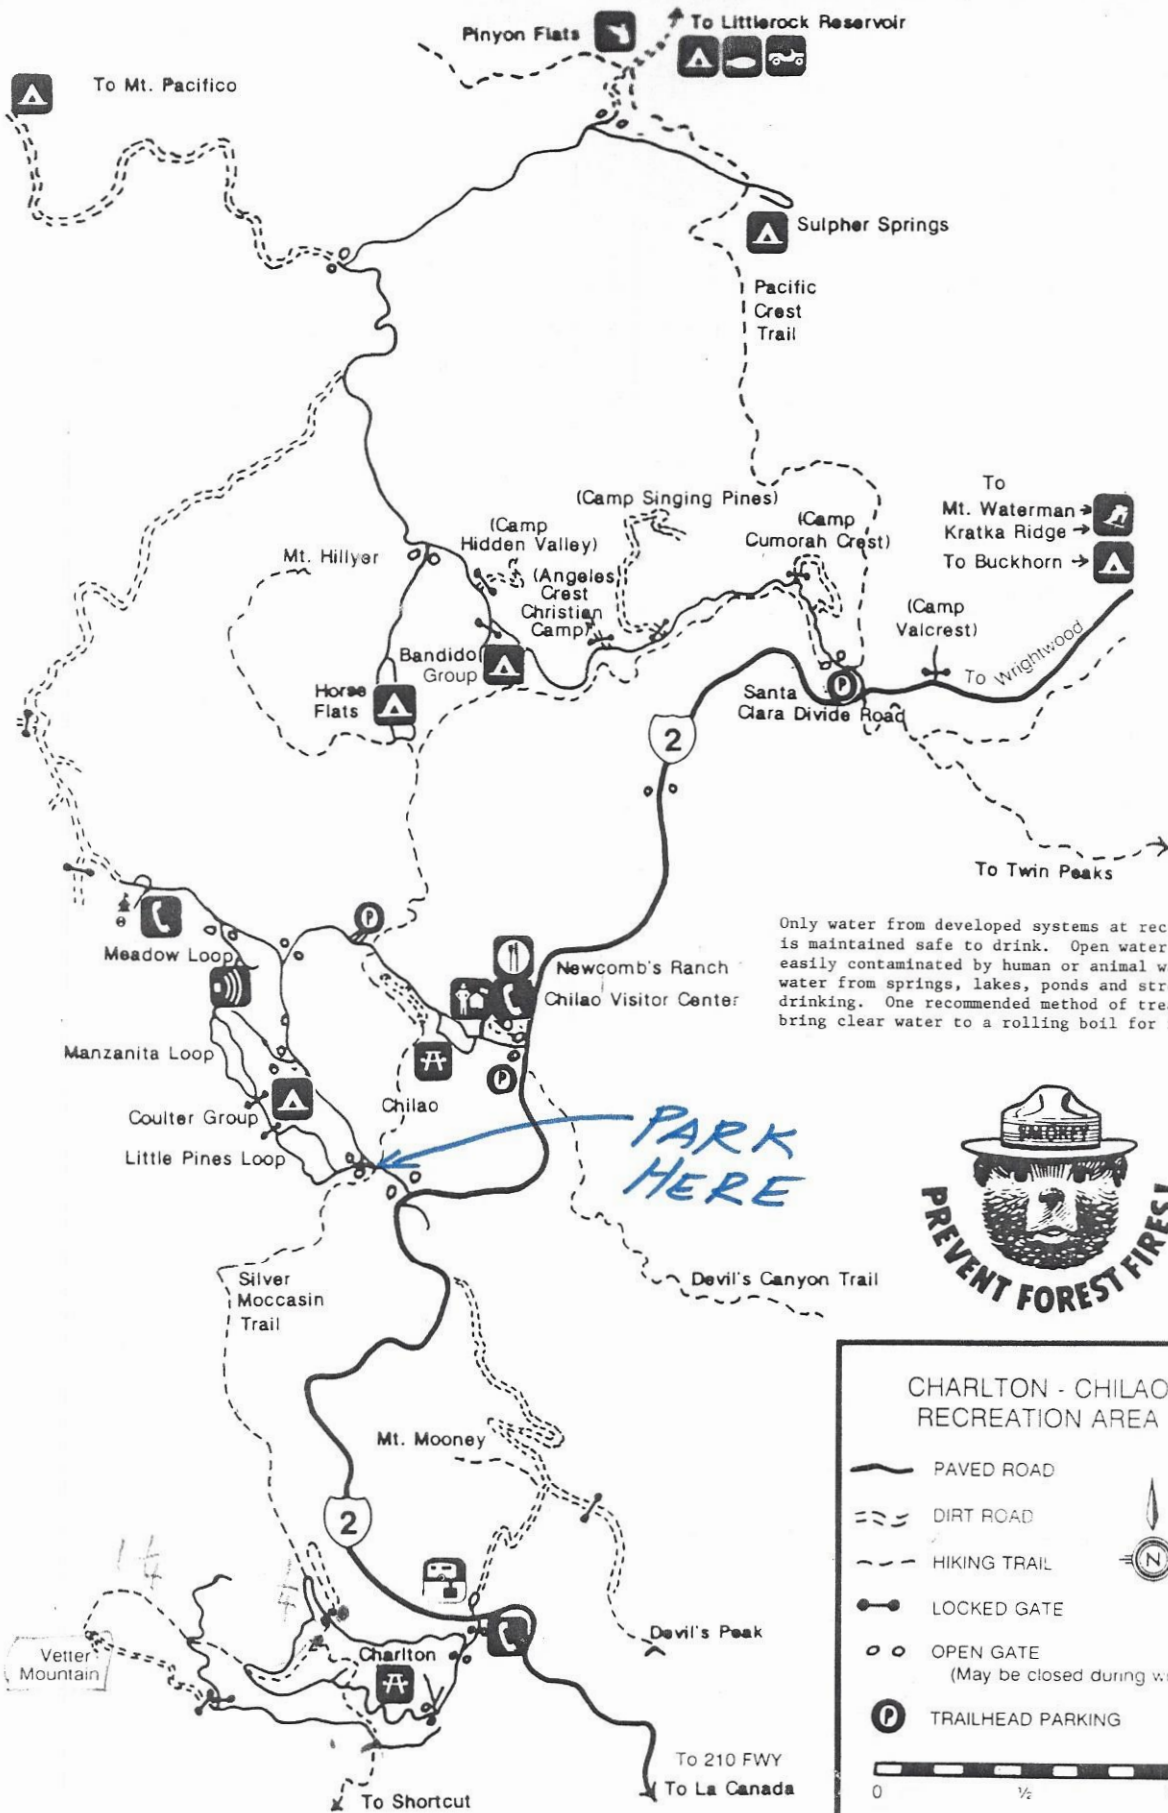 Pinyon Flats
To Littlerock Reservoir
To Mt. Pacifico
Sulpher Springs
Pacific
Crest
Trail
(Camp Singing Pines)
To
Mt. Waterman
Kratka Ridge
To Buckhorn
(Camp
Hidden Valley)
(Camp
Cumorah Crest)
Mt. Hillyer
(Angeles
Crest
Christian
Camp)
(Camp
Valcrest)
Bandido
Group
To Wrightwood
Horse
Flats
Santa
Clara Divide Road
P
2
To Twin Peaks
P
Only water from developed systems at rec
is maintained safe to drink. Open water
easily contaminated by human or animal w
water from springs, lakes, ponds and str
drinking. One recommended method of trea
bring clear water to a rolling boil for
Meadow Loop
Newcomb's Ranch
Chilao Visitor Center
Manzanita Loop
P
Coulter Group
Chilao
Little Pines Loop
PARK
HERE
SMOKEY
PREVENT FOREST FIRES!
Silver
Moccasin
Trail
Devil's Canyon Trail
CHARLTON - CHILAO
RECREATION AREA
Mt. Mooney
PAVED ROAD
DIRT ROAD
2
HIKING TRAIL
N
LOCKED GATE
Devil's Peak
OPEN GATE
(May be closed during w
Vetter
Mountain
Charlton
P
TRAILHEAD PARKING
To 210 FWY
To La Canada
To Shortcut
0 ½